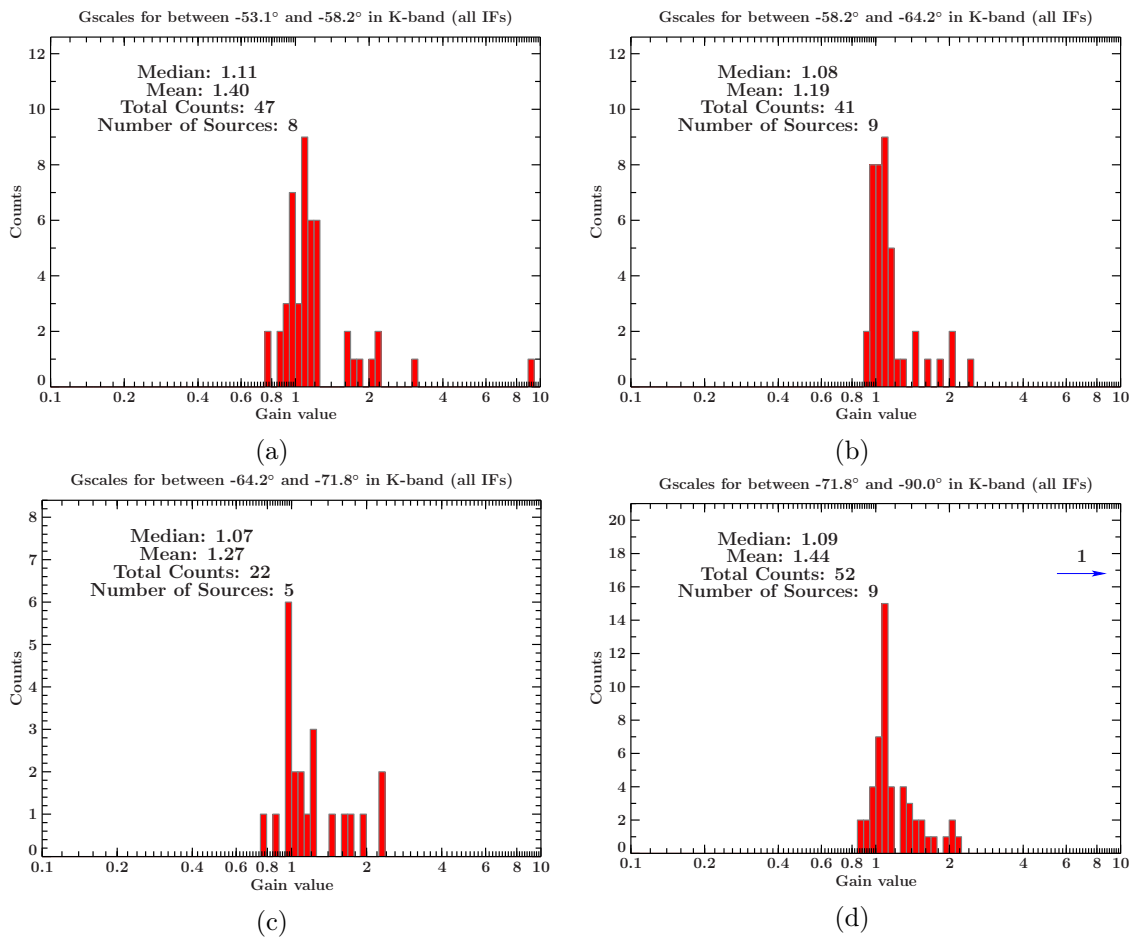 Gscales for between -53.1° and -58.2° in K-band (all IFs)
12
10
8
6
4
2
0
Counts
Median: 1.11
Mean: 1.40
Total Counts: 47
Number of Sources: 8
0.1 0.2 0.4 0.6 0.8 1 2 4 6 8 10
Gain value
(a)
Gscales for between -58.2° and -64.2° in K-band (all IFs)
12
10
8
6
4
2
0
Counts
Median: 1.08
Mean: 1.19
Total Counts: 41
Number of Sources: 9
0.1 0.2 0.4 0.6 0.8 1 2 4 6 8 10
Gain value
(b)
Gscales for between -64.2° and -71.8° in K-band (all IFs)
8
7
6
5
4
3
2
1
0
Counts
Median: 1.07
Mean: 1.27
Total Counts: 22
Number of Sources: 5
0.1 0.2 0.4 0.6 0.8 1 2 4 6 8 10
Gain value
(c)
Gscales for between -71.8° and -90.0° in K-band (all IFs)
20
18
16
14
12
10
8
6
4
2
0
Counts
Median: 1.09
Mean: 1.44
Total Counts: 52
Number of Sources: 9
1
0.1 0.2 0.4 0.6 0.8 1 2 4 6 8 10
Gain value
(d)